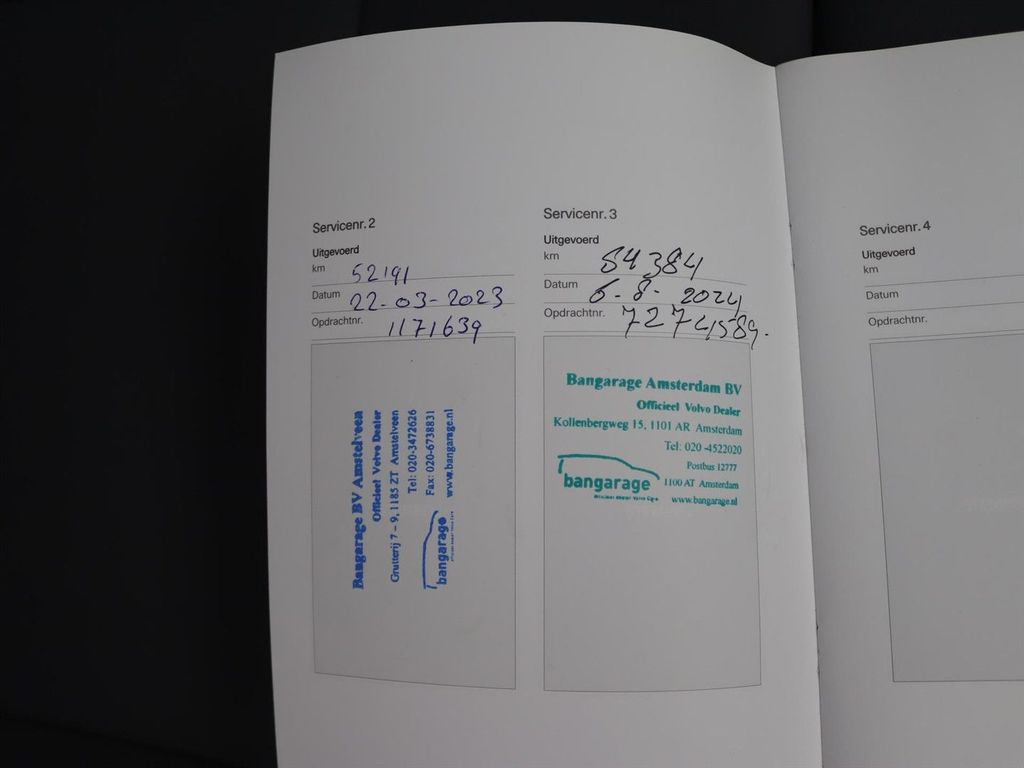 Servicenr. 2
Uitgevoerd
km 52191
Datum 22-03-2023
Opdrachtnr. 1171639
Bangarage BV Amstelveen
Officieel Volvo Dealer
Grutterij 7 - 9, 1185 ZT Amstelveen
Tel: 020-3472626
Fax: 020-6738831
www.bangarage.nl
bangarage
Servicenr. 3
Uitgevoerd
km 84384
Datum 6-8-2024
Opdrachtnr. 72741589.
Bangarage Amsterdam BV
Officieel Volvo Dealer
Kollenbergweg 15, 1101 AR Amsterdam
Tel: 020 -4522020
Postbus 12777
1100 AT Amsterdam
www.bangarage.nl
bangarage
Servicenr. 4
Uitgevoerd
km
Datum
Opdrachtnr.